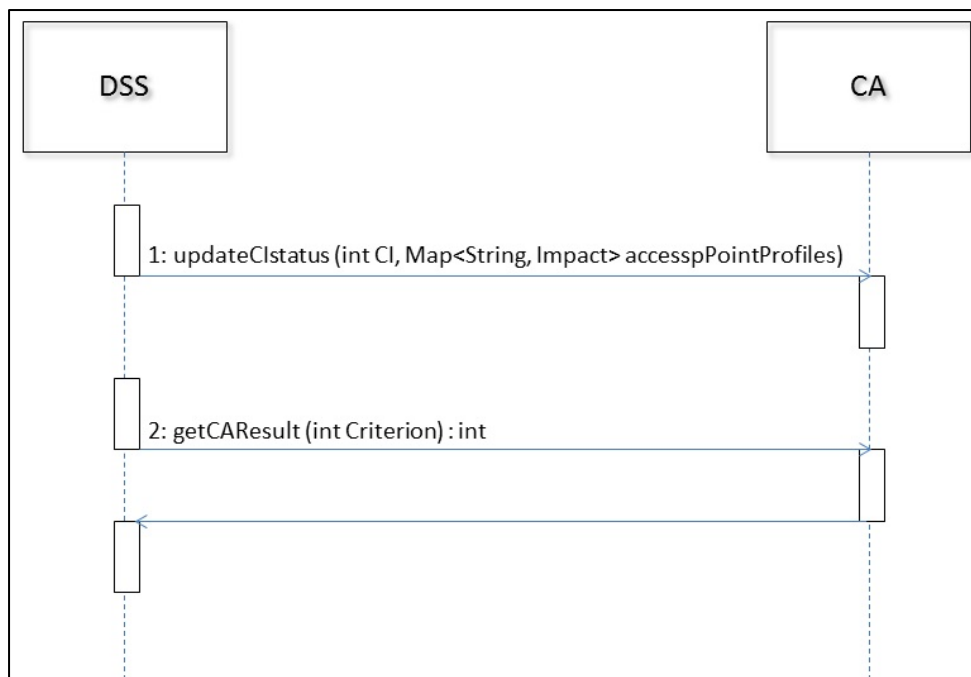 DSS
CA
1: updateCIstatus (int CI, Map<String, Impact> accesspPointProfiles)
2: getCAResult (int Criterion) : int